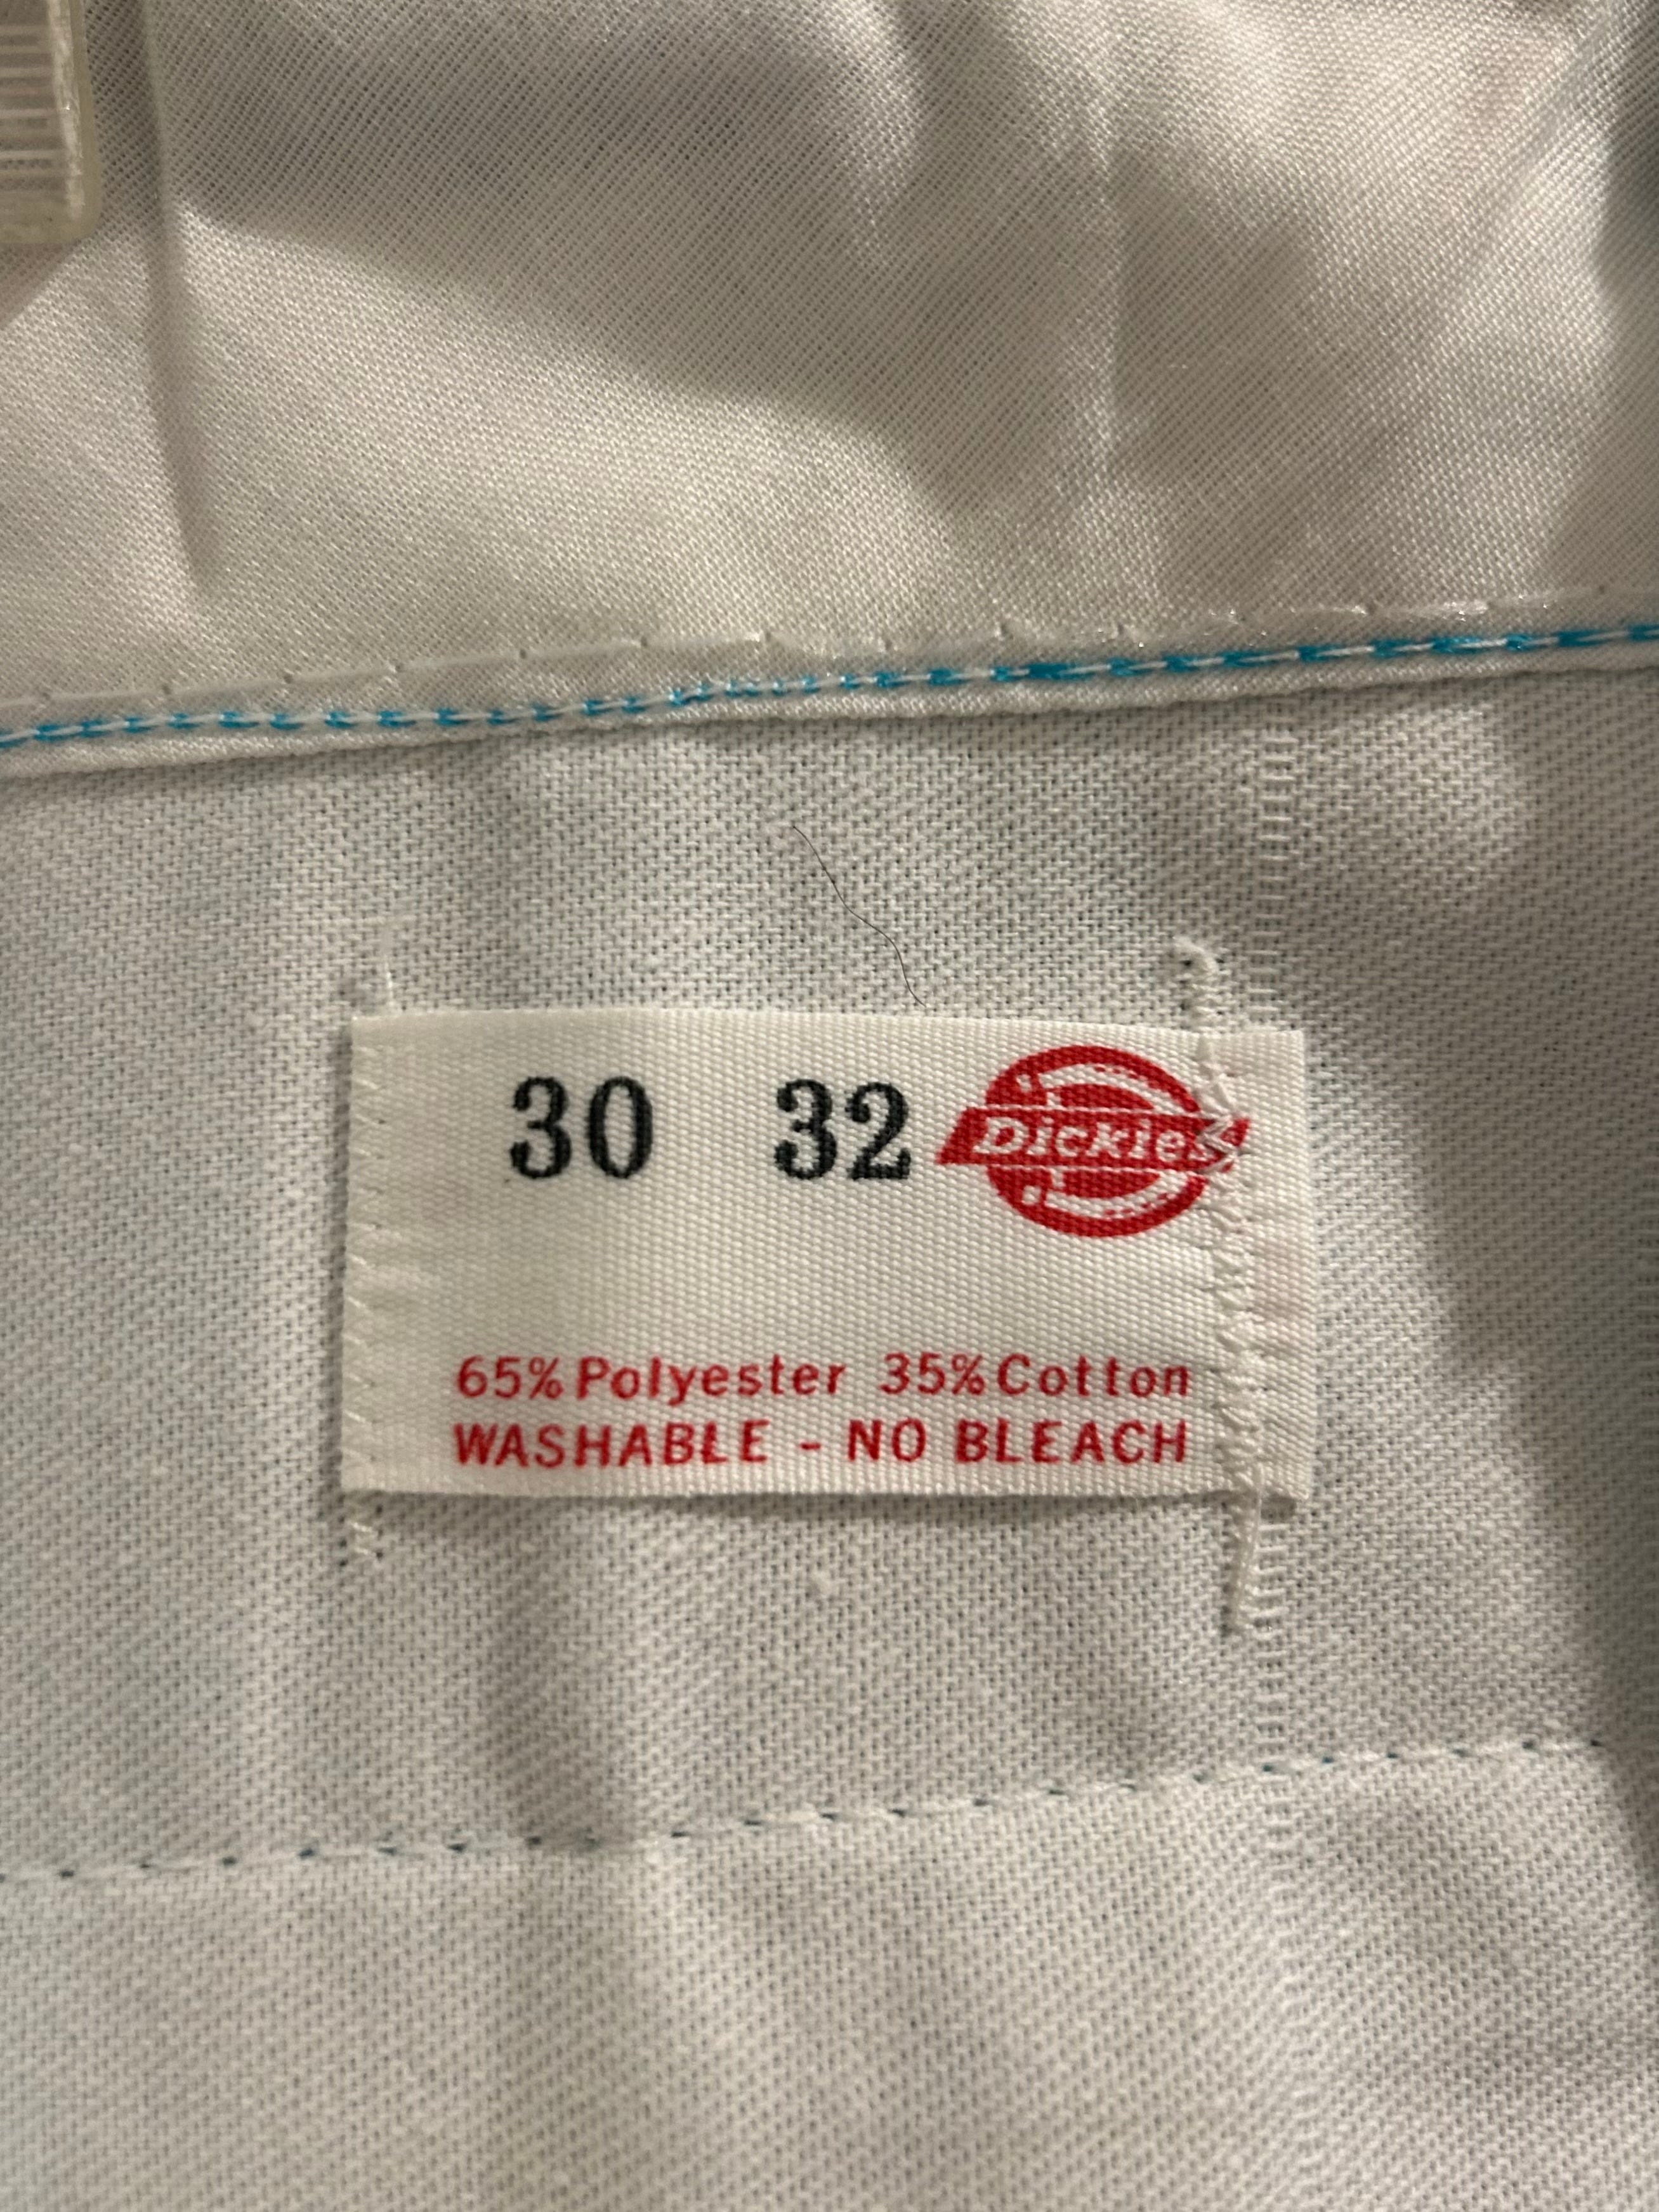 30 32 Dickies
65% Polyester 35% Cotton
WASHABLE - NO BLEACH